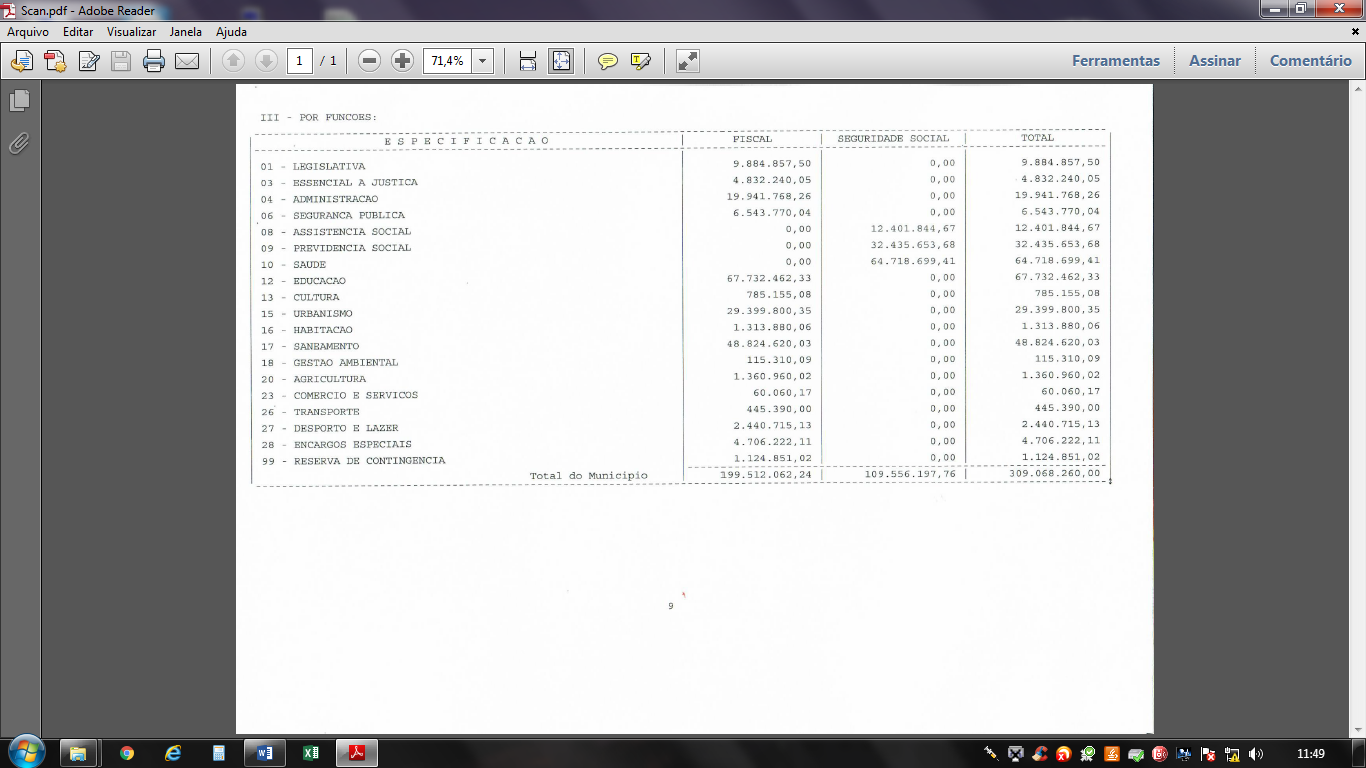 Scan.pdf - Adobe Reader
Arquivo Editar Visualizar Janela Ajuda
1 / 1 71,4% Ferramentas Assinar Comentário
III - POR FUNCOES:
E S P E C I F I C A C A O FISCAL SEGURIDADE SOCIAL TOTAL
01 - LEGISLATIVA 9.884.857,50 0,00 9.884.857,50
03 - ESSENCIAL A JUSTICA 4.832.240,05 0,00 4.832.240,05
04 - ADMINISTRACAO 19.941.768,26 0,00 19.941.768,26
06 - SEGURANCA PUBLICA 6.543.770,04 0,00 6.543.770,04
08 - ASSISTENCIA SOCIAL 0,00 12.401.844,67 12.401.844,67
09 - PREVIDENCIA SOCIAL 0,00 32.435.653,68 32.435.653,68
10 - SAUDE 0,00 64.718.699,41 64.718.699,41
12 - EDUCACAO 67.732.462,33 0,00 67.732.462,33
13 - CULTURA 785.155,08 0,00 785.155,08
15 - URBANISMO 29.399.800,35 0,00 29.399.800,35
16 - HABITACAO 1.313.880,06 0,00 1.313.880,06
17 - SANEAMENTO 48.824.620,03 0,00 48.824.620,03
18 - GESTAO AMBIENTAL 115.310,09 0,00 115.310,09
20 - AGRICULTURA 1.360.960,02 0,00 1.360.960,02
23 - COMERCIO E SERVICOS 60.060,17 0,00 60.060,17
26 - TRANSPORTE 445.390,00 0,00 445.390,00
27 - DESPORTO E LAZER 2.440.715,13 0,00 2.440.715,13
28 - ENCARGOS ESPECIAIS 4.706.222,11 0,00 4.706.222,11
99 - RESERVA DE CONTINGENCIA 1.124.851,02 0,00 1.124.851,02
Total do Municipio 199.512.062,24 109.556.197,76 309.068.260,00
9
11:49